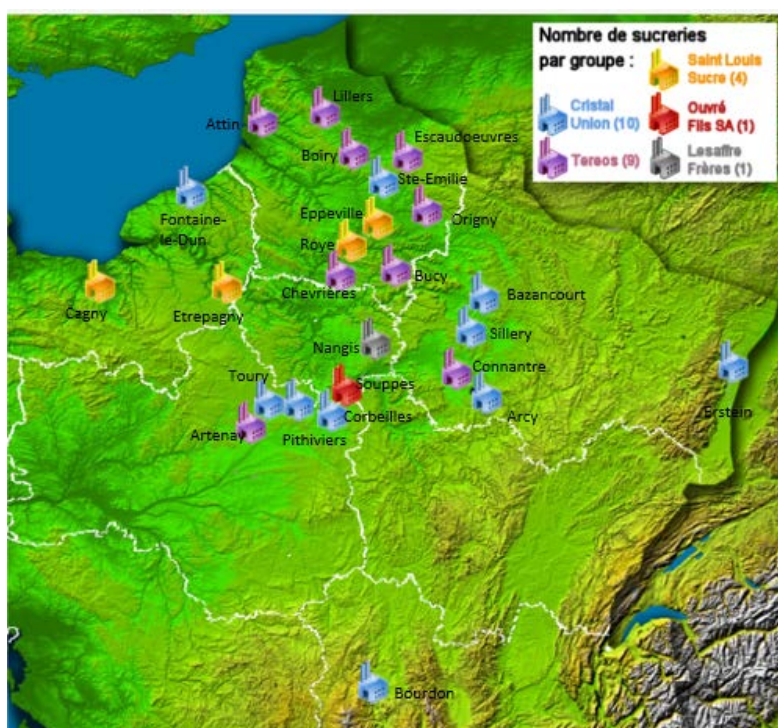 Nombre de sucreries
par groupe :
Saint Louis
Sucre (4)
Cristal
Union (10)
Ouvré
Fils SA (1)
Tereos (9)
Lesaffre
Frères (1)
Lillers
Attin
Boiry
Escaudoeuvres
Ste-Emilie
Fontaine-
le-Dun
Eppeville
Origny
Roye
Bucy
Chevrières
Cagny
Etrepagny
Bazancourt
Sillery
Nangis
Connantre
Toury
Souppes
Erstein
Corbeilles
Arcy
Artenay
Pithiviers
Bourdon